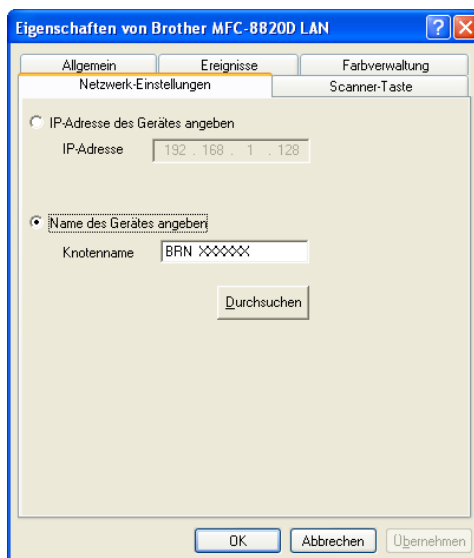 Eigenschaften von Brother MFC-8820D LAN
Allgemein Ereignisse Farbverwaltung
Netzwerk-Einstellungen Scanner-Taste
IP-Adresse des Gerätes angeben
IP-Adresse 192 . 168 . 1 . 128
Name des Gerätes angeben
Knotenname BRN XXXXXX
Durchsuchen
OK Abbrechen Übernehmen